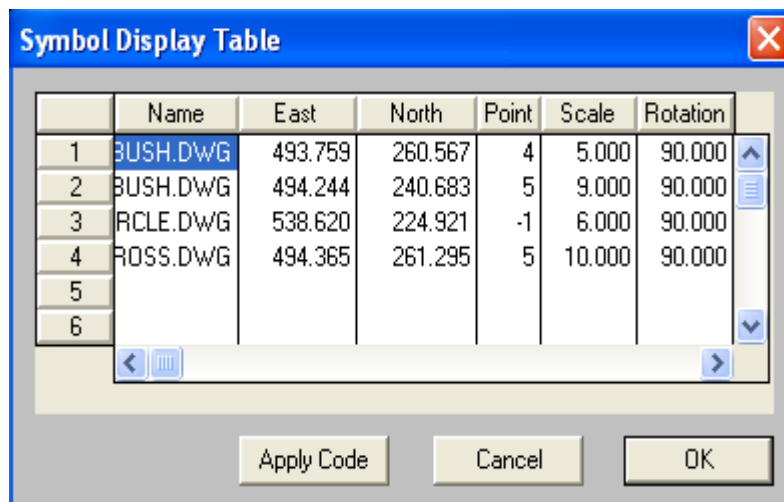 Symbol Display Table
Name East North Point Scale Rotation
1 BUSH.DWG 493.759 260.567 4 5.000 90.000
2 BUSH.DWG 494.244 240.683 5 9.000 90.000
3 RCLE.DWG 538.620 224.921 -1 6.000 90.000
4 ROSS.DWG 494.365 261.295 5 10.000 90.000
5
6
Apply Code Cancel OK